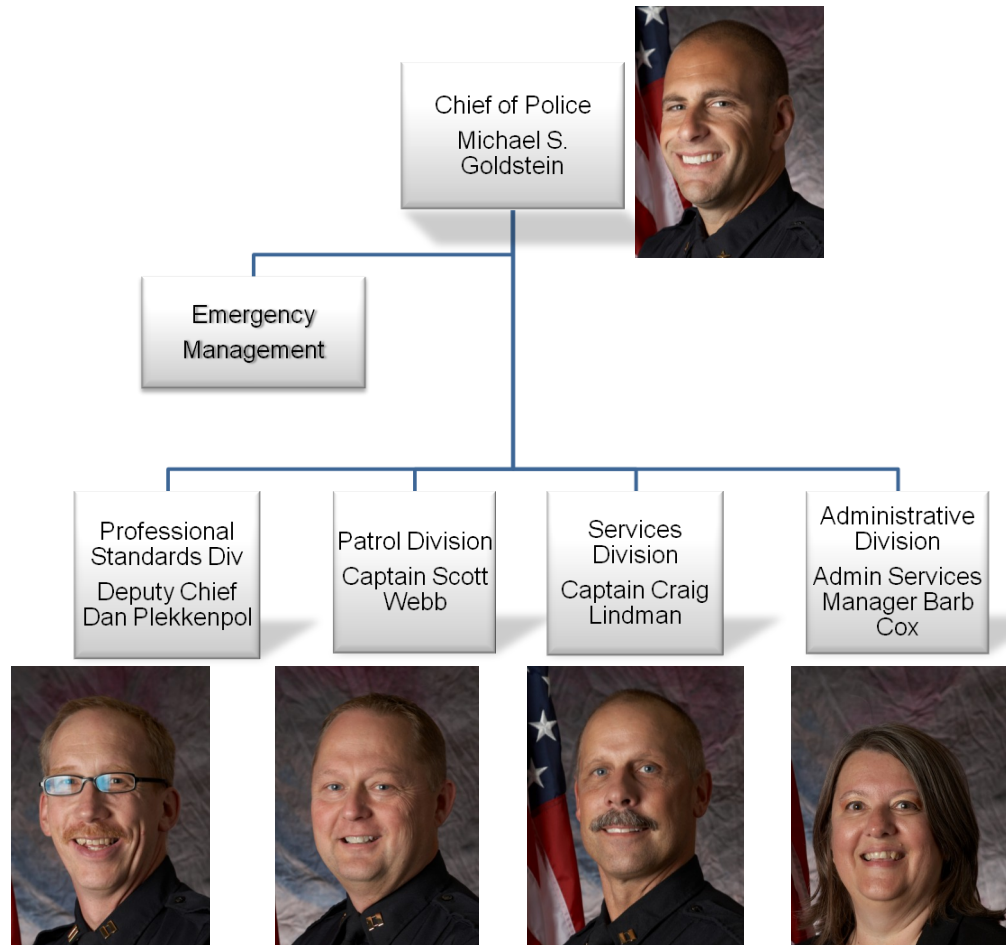 Chief of Police
Michael S.
Goldstein
Emergency
Management
Professional
Standards Div
Deputy Chief
Dan Plekkenpol
Patrol Division
Captain Scott
Webb
Services
Division
Captain Craig
Lindman
Administrative
Division
Admin Services
Manager Barb
Cox